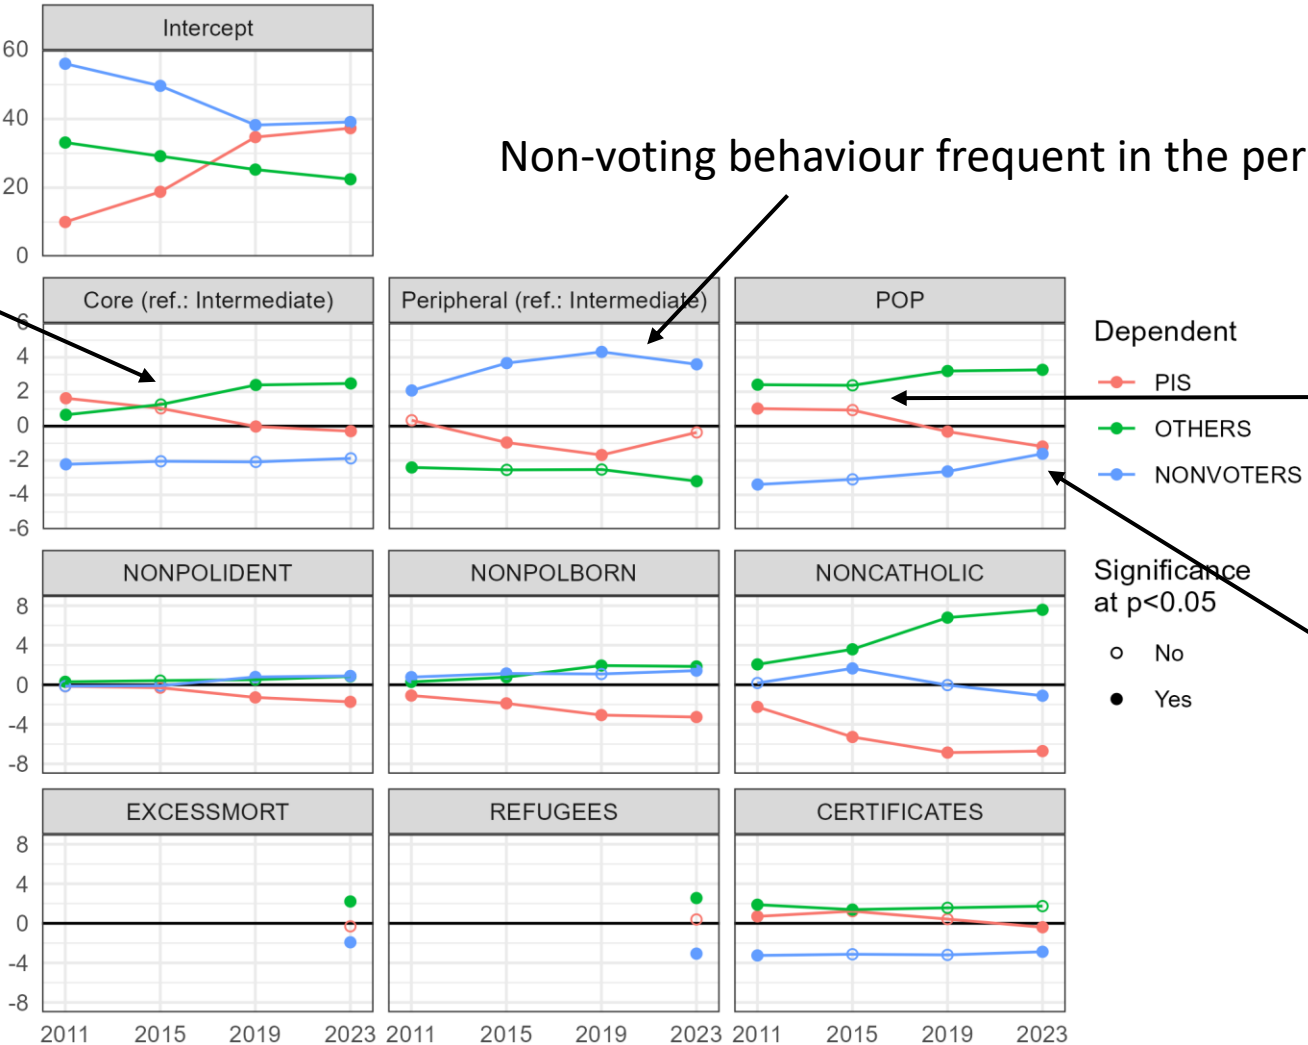 Intercept
60
40
20
0
Non-voting behaviour frequent in the per
Core (ref.: Intermediate)
Peripheral (ref.: Intermediate)
POP
6
4
2
0
-2
-4
-6
Dependent
PIS
OTHERS
NONVOTERS
NONPOLIDENT
NONPOLBORN
NONCATHOLIC
8
4
0
-4
-8
Significance
at p<0.05
No
Yes
EXCESSMORT
REFUGEES
CERTIFICATES
8
4
0
-4
-8
2011 2015 2019 2023 2011 2015 2019 2023 2011 2015 2019 2023